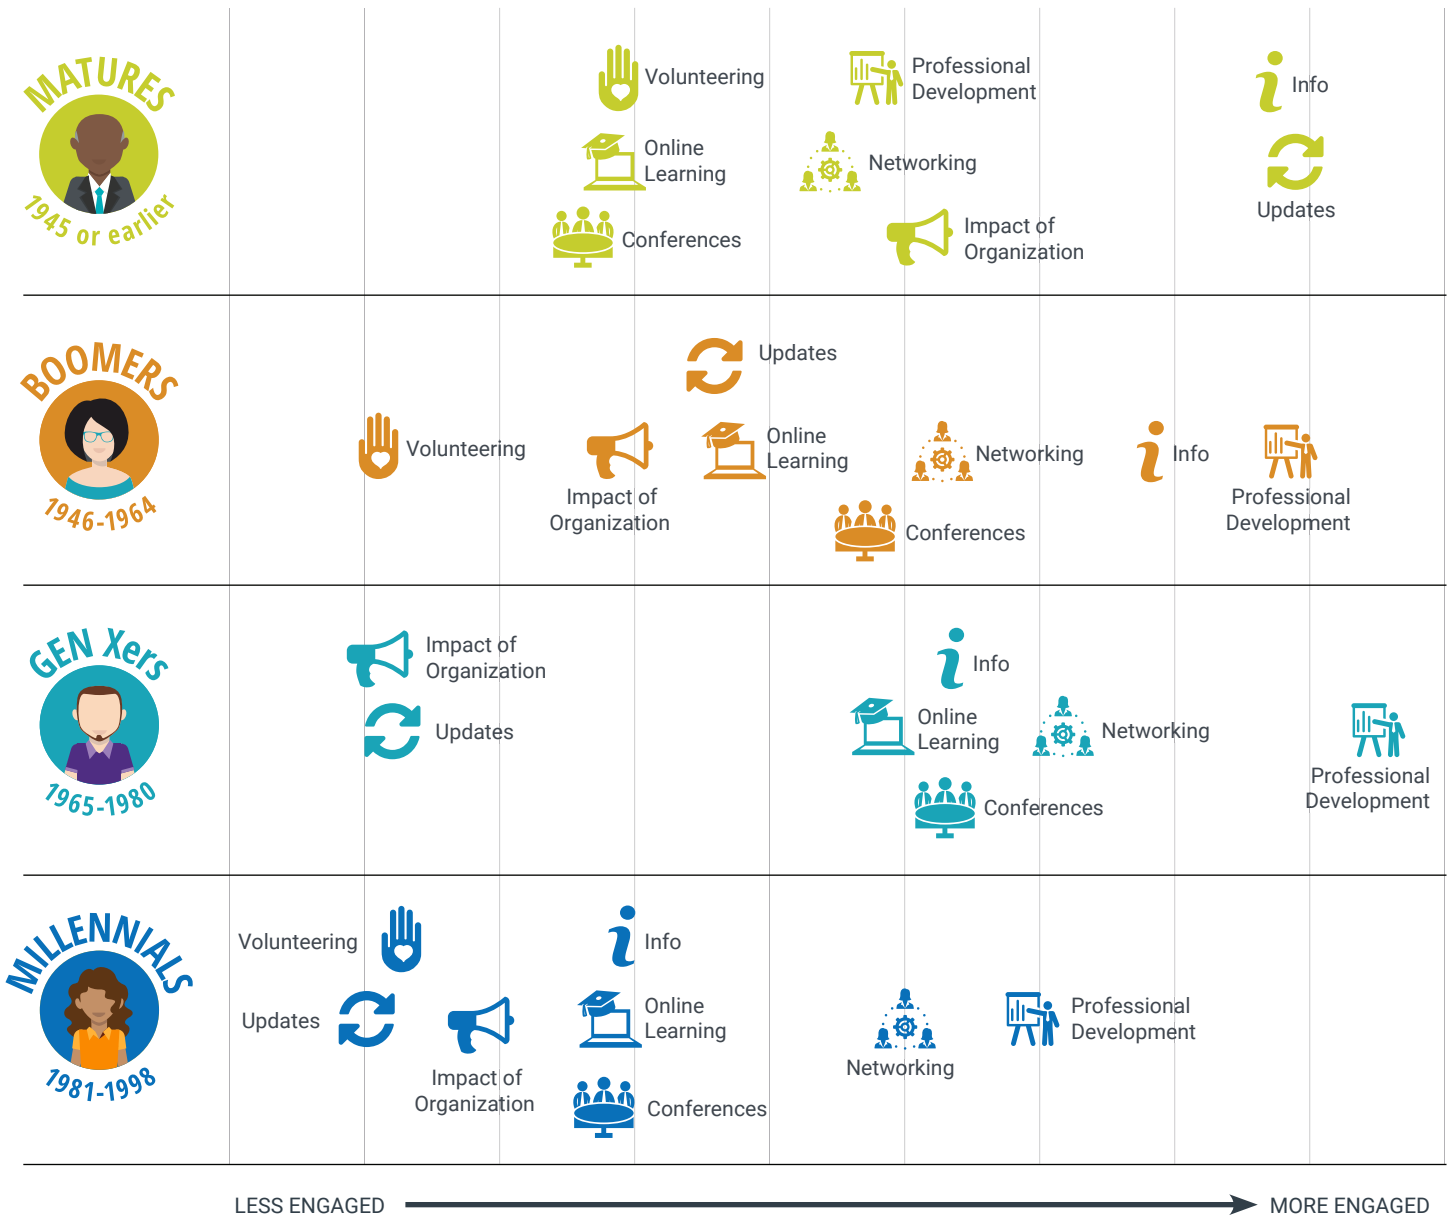 MATURES
1945 or earlier
Volunteering
Professional
Development
Info
Online
Learning
Networking
Updates
Conferences
Impact of
Organization
BOOMERS
1946-1964
Updates
Volunteering
Impact of
Organization
Online
Learning
Networking
Info
Professional
Development
Conferences
GEN Xers
1965-1980
Impact of
Organization
Updates
Info
Online
Learning
Networking
Professional
Development
Conferences
MILLENNIALS
1981-1998
Volunteering
Info
Updates
Impact of
Organization
Online
Learning
Networking
Professional
Development
Conferences
LESS ENGAGED
MORE ENGAGED